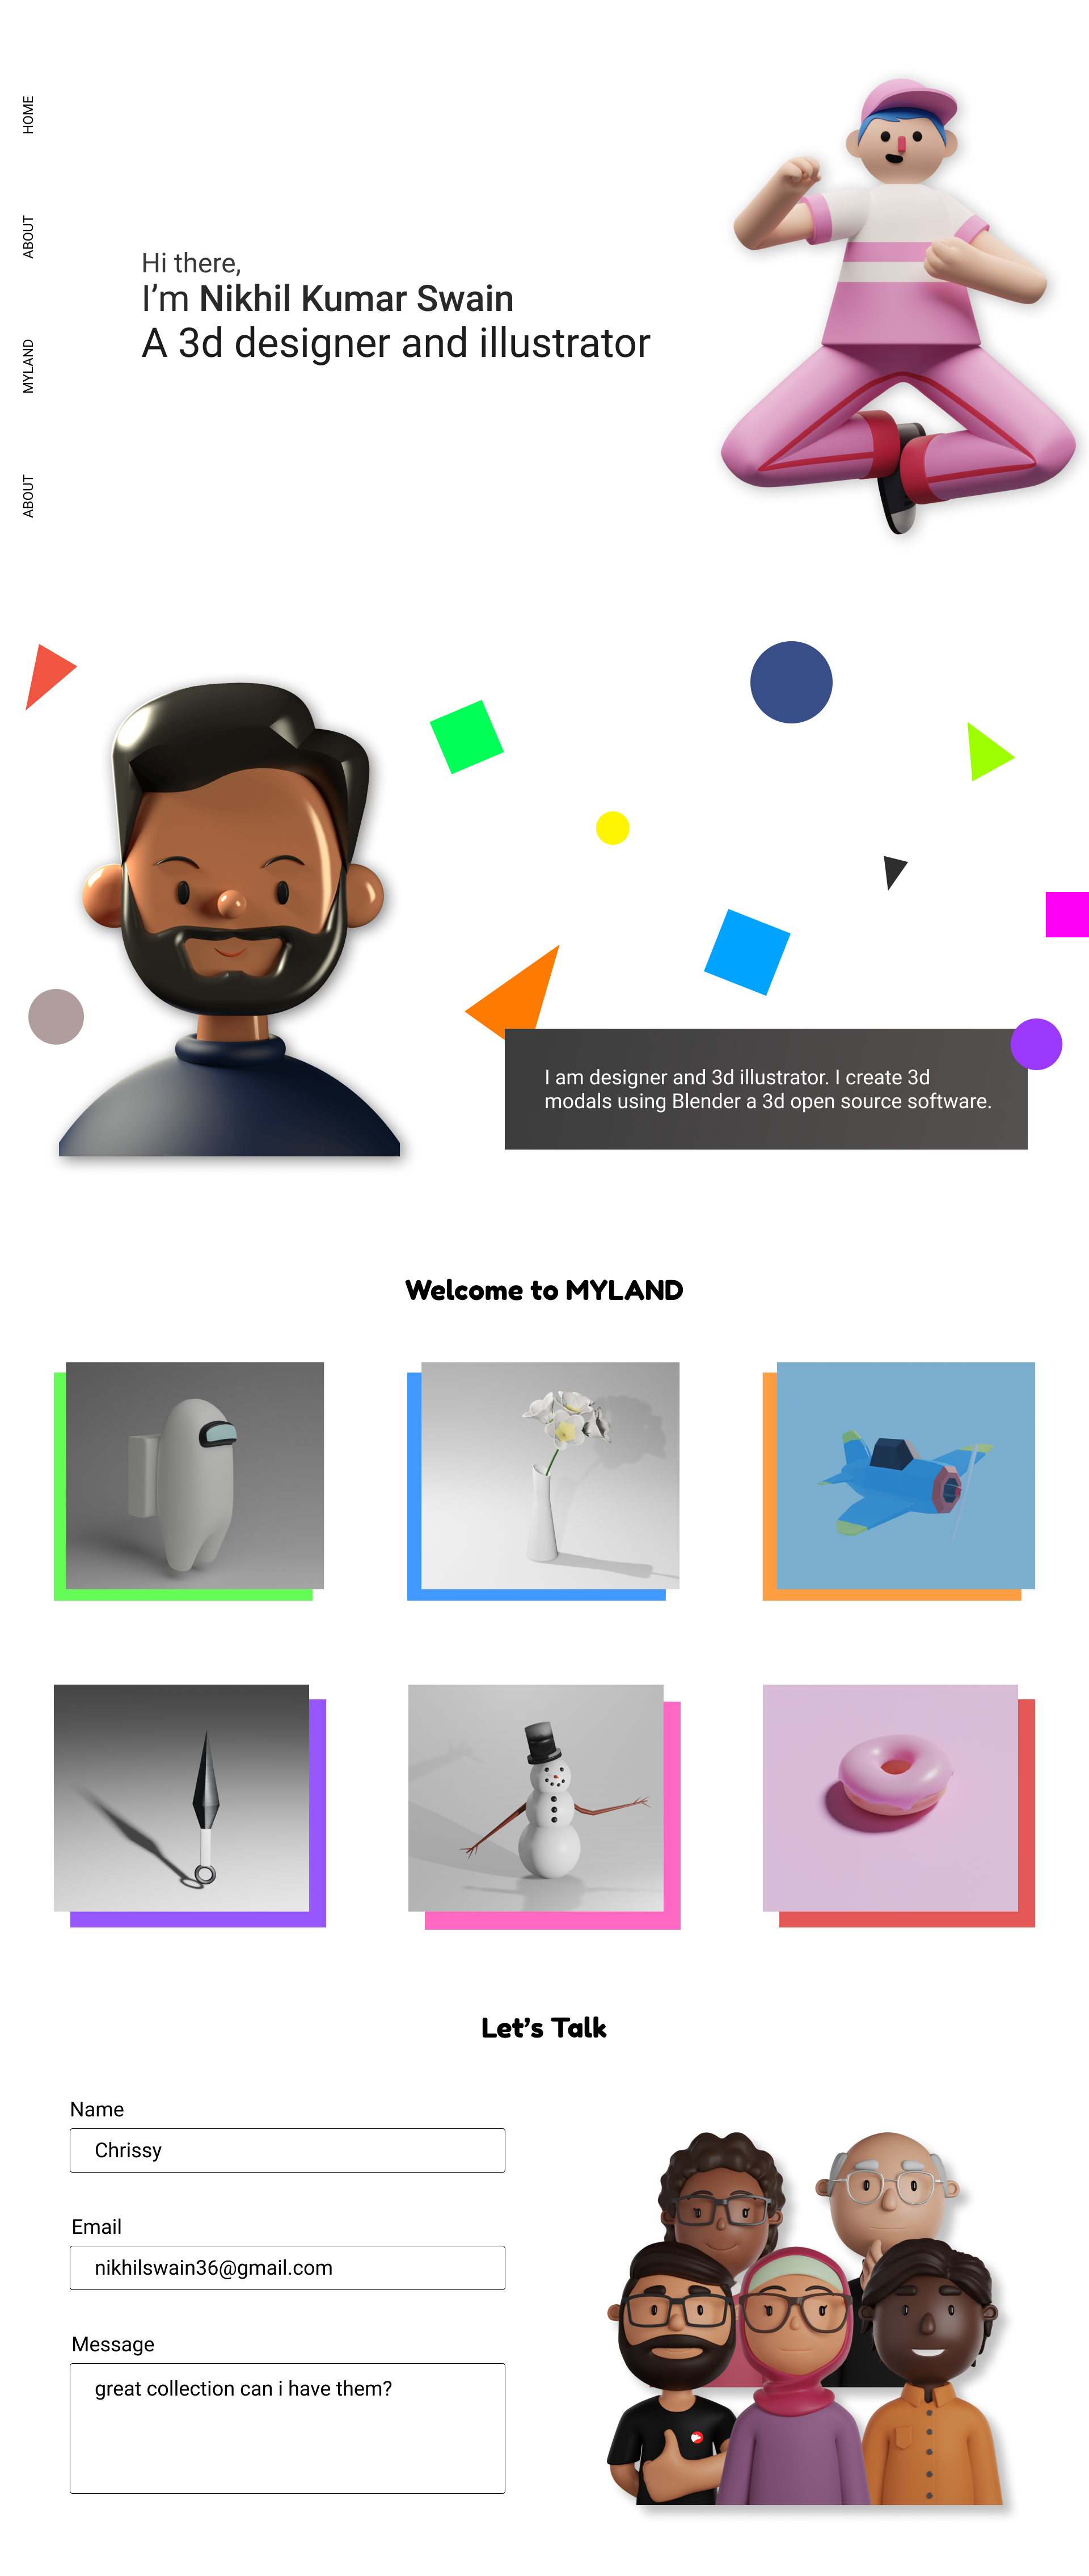 HOME
ABOUT
MYLAND
ABOUT
Hi there,
I’m Nikhil Kumar Swain
A 3d designer and illustrator
I am designer and 3d illustrator. I create 3d
modals using Blender a 3d open source software.
Welcome to MYLAND
Let’s Talk
Name
Chrissy
Email
nikhilswain36@gmail.com
Message
great collection can i have them?